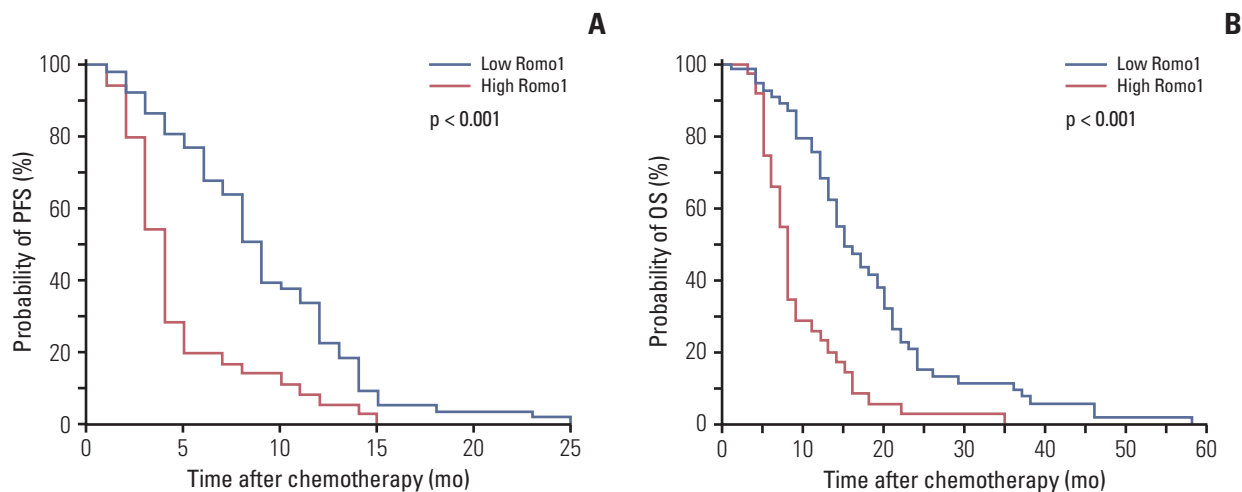 A
Probability of PFS (%)
100
80
60
40
20
0
Low Romo1
High Romo1
p < 0.001
0 5 10 15 20 25
Time after chemotherapy (mo)
B
Probability of OS (%)
100
80
60
40
20
0
Low Romo1
High Romo1
p < 0.001
0 10 20 30 40 50 60
Time after chemotherapy (mo)